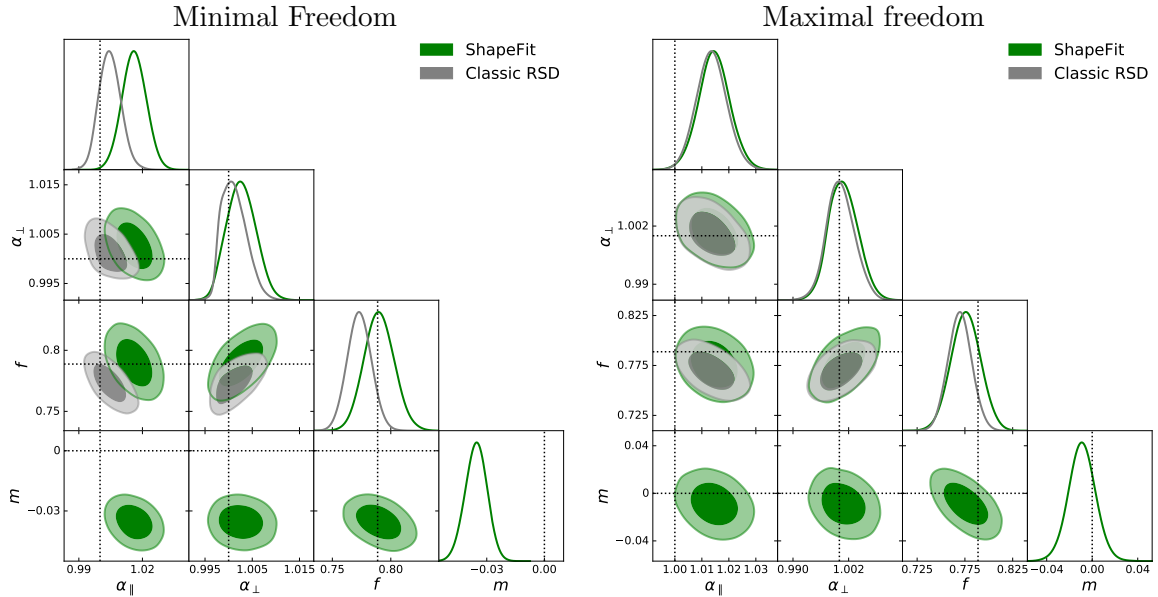 Minimal Freedom
Maximal freedom
ShapeFit
Classic RSD
ShapeFit
Classic RSD
1.015
1.005
0.995
α⊥
1.002
0.99
α⊥
0.8
0.75
f
0.825
0.775
0.725
f
0
−0.03
m
0.04
0
−0.04
m
0.99 1.02 0.995 1.005 1.015 0.75 0.80 −0.03 0.00
α∥ α⊥ f m
1.00 1.01 1.02 1.03 0.990 1.002 0.725 0.775 0.825 −0.04 0.00 0.04
α∥ α⊥ f m